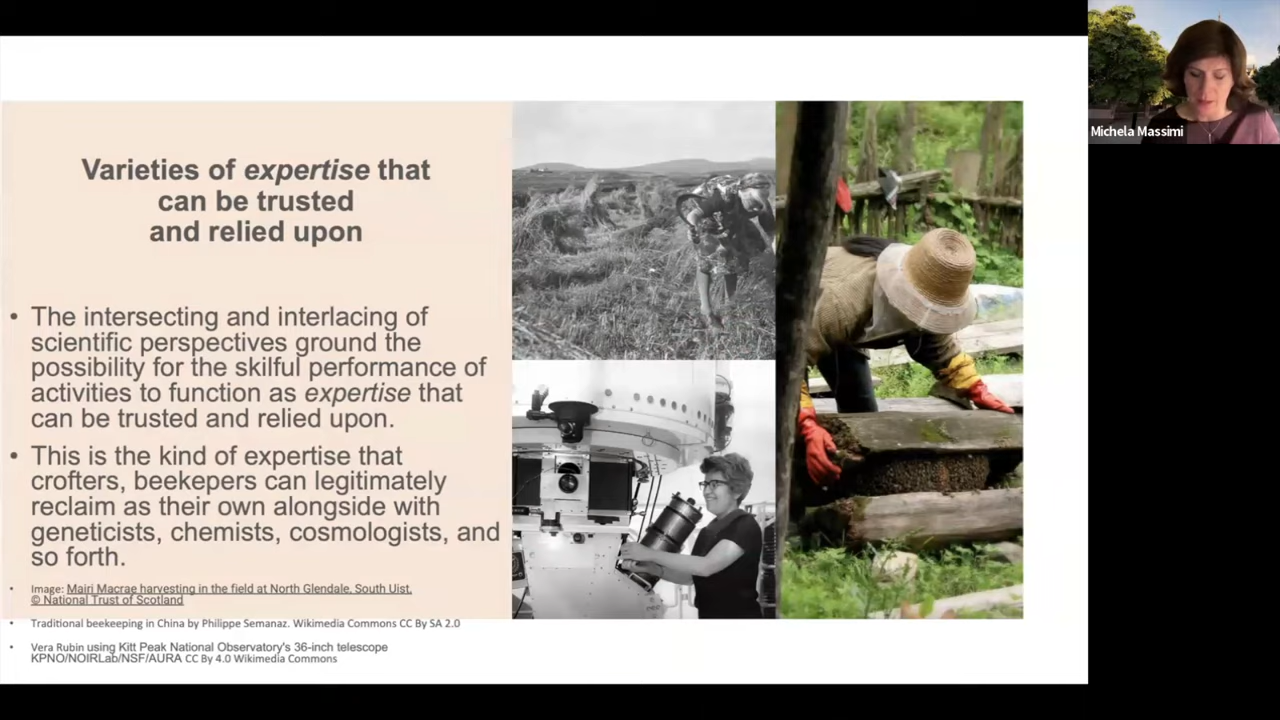 Varieties of expertise that
can be trusted
and relied upon
• The intersecting and interlacing of
scientific perspectives ground the
possibility for the skilful performance of
activities to function as expertise that
can be trusted and relied upon.
• This is the kind of expertise that
crofters, beekepers can legitimately
reclaim as their own alongside with
geneticists, chemists, cosmologists, and
so forth.
• Image: Mairi Macrae harvesting in the field at North Glendale, South Uist.
© National Trust of Scotland
• Traditional beekeeping in China by Philippe Semanaz. Wikimedia Commons CC By SA 2.0
• Vera Rubin using Kitt Peak National Observatory's 36-inch telescope
KPNO/NOIRLab/NSF/AURA CC By 4.0 Wikimedia Commons
Michela Massimi